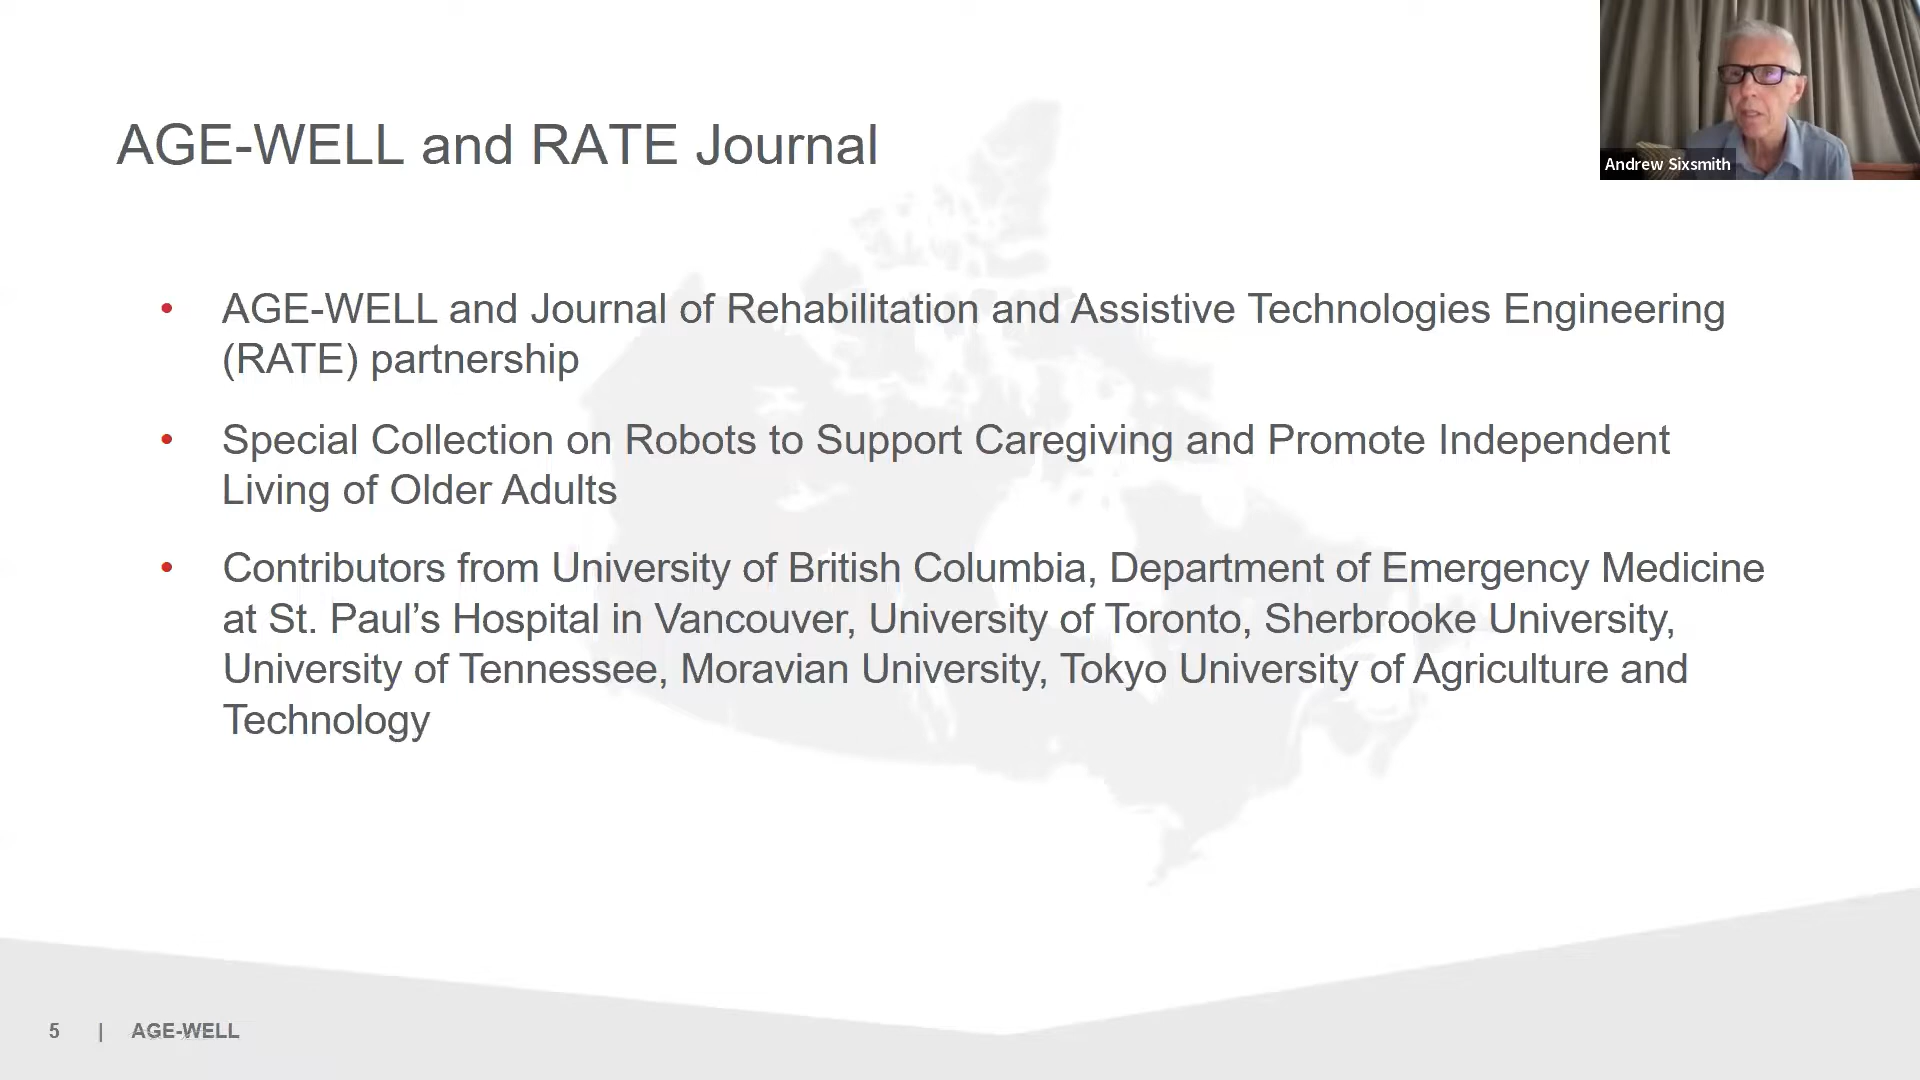 Andrew Sixsmith
AGE-WELL and RATE Journal
• AGE-WELL and Journal of Rehabilitation and Assistive Technologies Engineering
(RATE) partnership
• Special Collection on Robots to Support Caregiving and Promote Independent
Living of Older Adults
• Contributors from University of British Columbia, Department of Emergency Medicine
at St. Paul’s Hospital in Vancouver, University of Toronto, Sherbrooke University,
University of Tennessee, Moravian University, Tokyo University of Agriculture and
Technology
5 | AGE-WELL